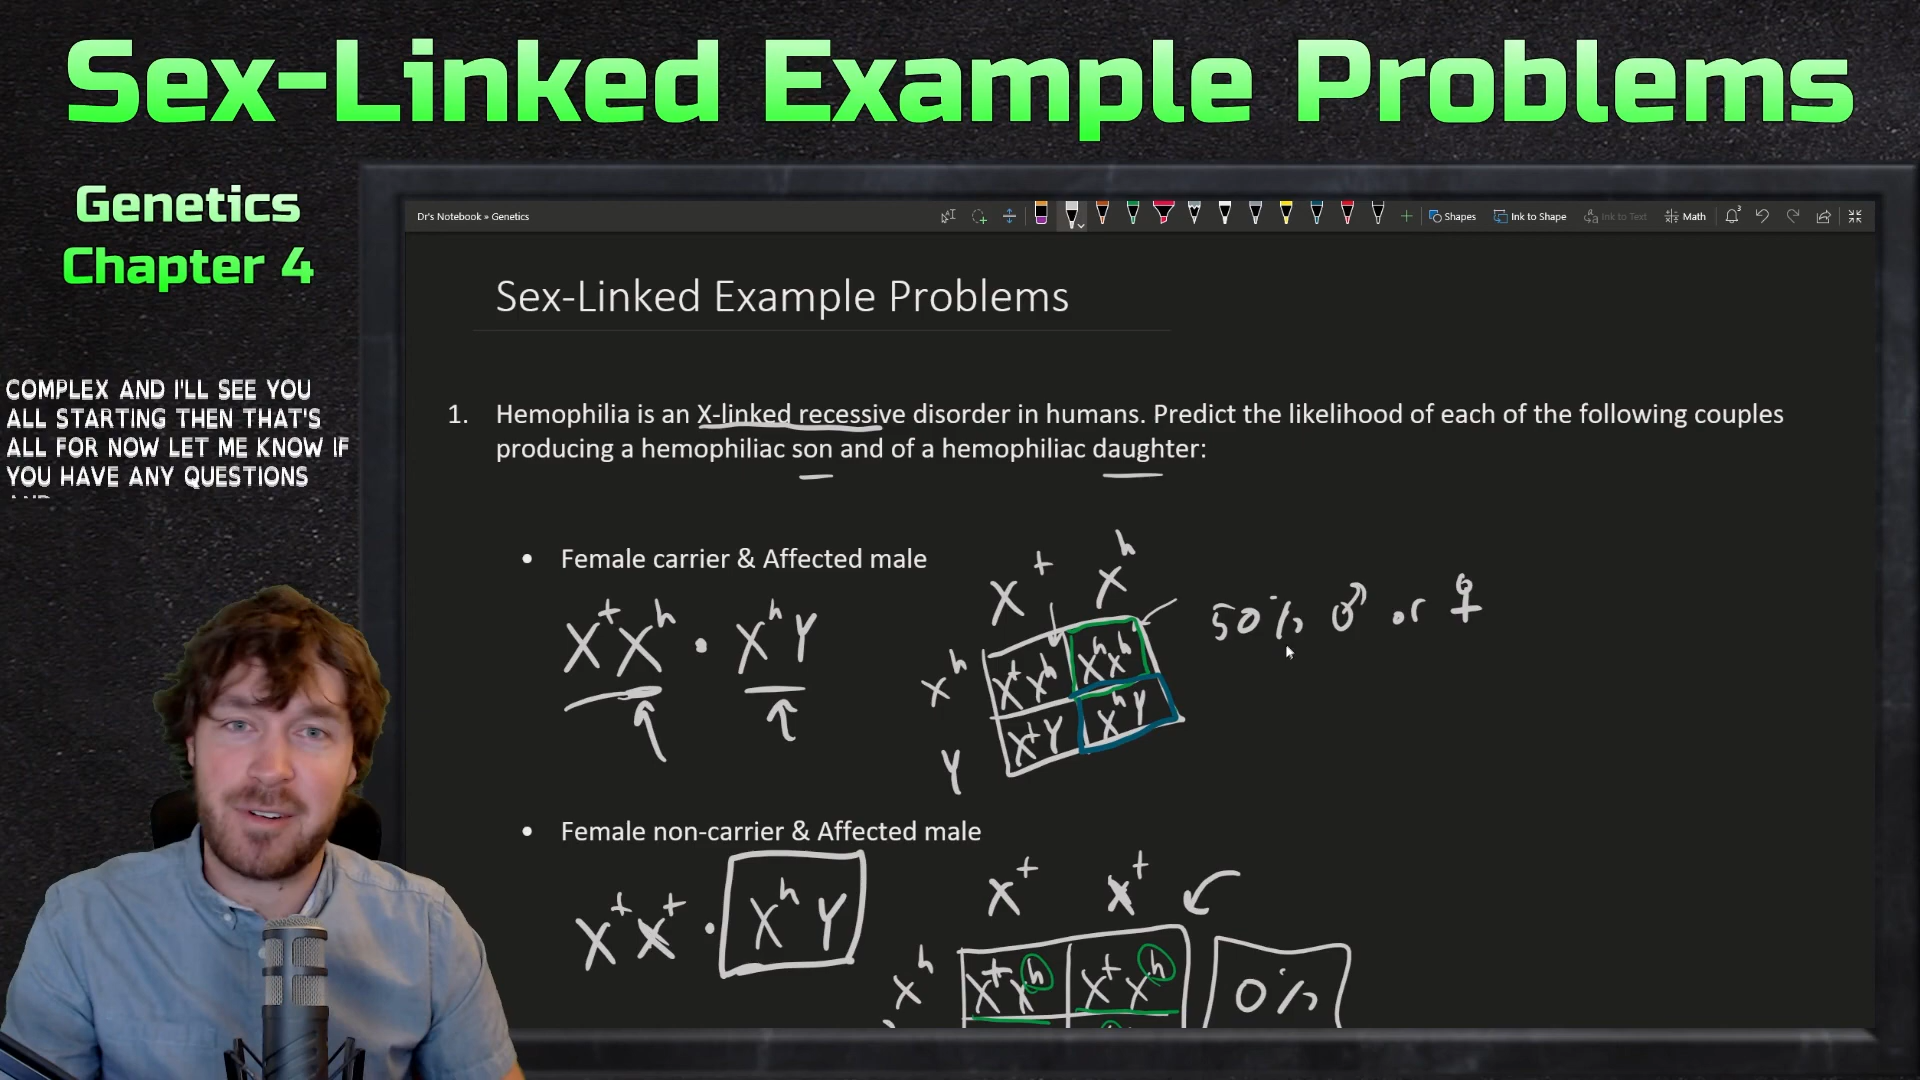 Sex-Linked Example Problems
Genetics
Chapter 4
Dr's Notebook » Genetics
Shapes
Ink to Shape
Ink to Text
Math
3
Sex-Linked Example Problems
COMPLEX AND I'LL SEE YOU
ALL STARTING THEN THAT'S
ALL FOR NOW LET ME KNOW IF
YOU HAVE ANY QUESTIONS
1. Hemophilia is an X-linked recessive disorder in humans. Predict the likelihood of each of the following couples
producing a hemophiliac son and of a hemophiliac daughter:
• Female carrier & Affected male
X⁺ Xʰ
X⁺Xʰ · XʰY
50% ♂ or ♀
Xʰ X⁺Xʰ XʰXʰ
Y X⁺Y XʰY
• Female non-carrier & Affected male
X⁺ X⁺
X⁺X⁺ · XʰY
Xʰ X⁺Xʰ X⁺Xʰ 0%